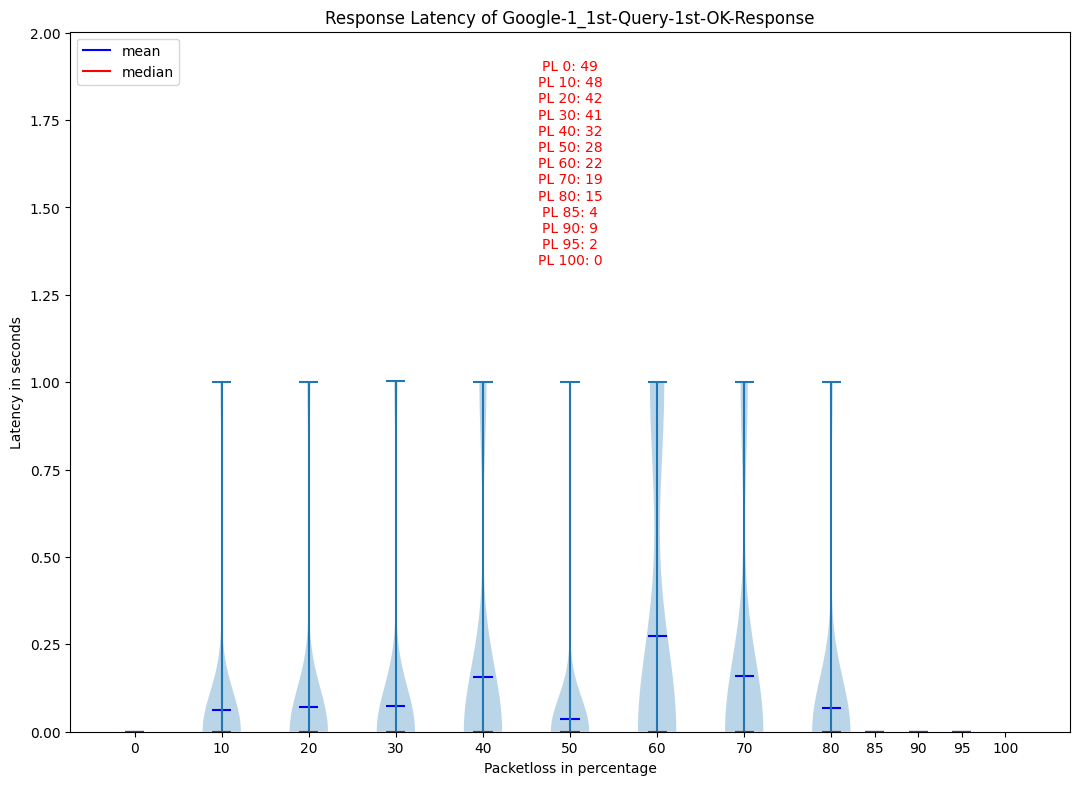 Response Latency of Google-1_1st-Query-1st-OK-Response
2.00
1.75
1.50
1.25
1.00
0.75
0.50
0.25
0.00
Latency in seconds
mean
median
PL 0: 49
PL 10: 48
PL 20: 42
PL 30: 41
PL 40: 32
PL 50: 28
PL 60: 22
PL 70: 19
PL 80: 15
PL 85: 4
PL 90: 9
PL 95: 2
PL 100: 0
0 10 20 30 40 50 60 70 80 85 90 95 100
Packetloss in percentage